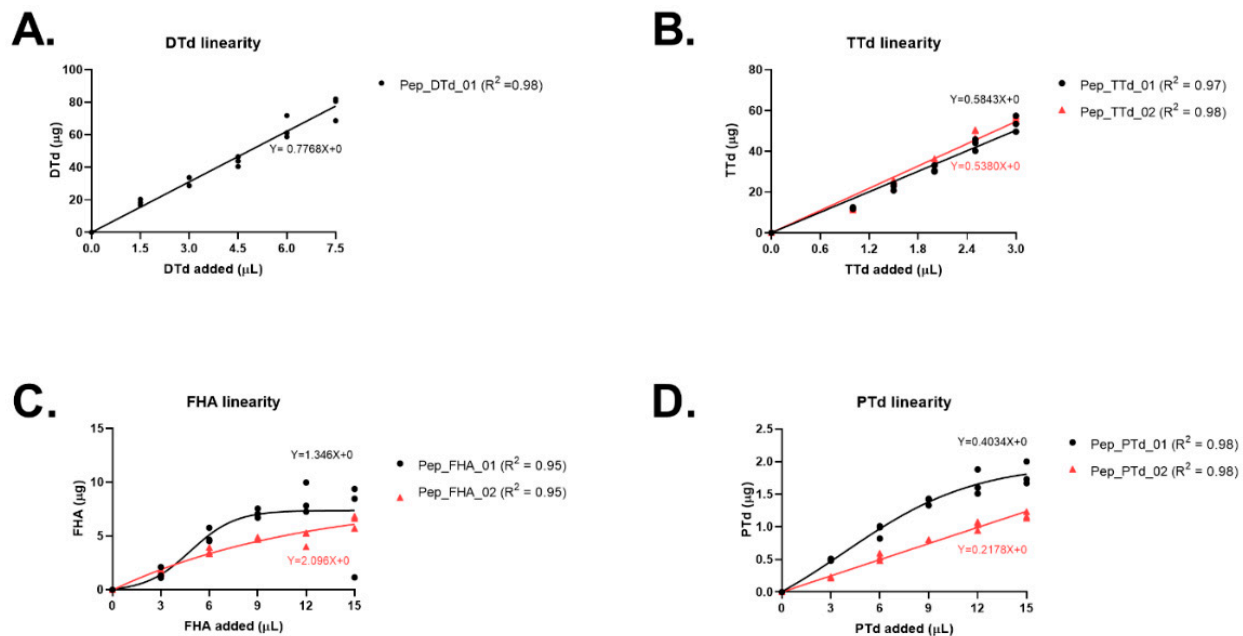 A.
DTd linearity
DTd (µg)
100
80
60
40
20
0
Y= 0.7768X+0
0.0 1.5 3.0 4.5 6.0 7.5
DTd added (µL)
Pep_DTd_01 (R² =0.98)
B.
TTd linearity
TTd (µg)
80
60
40
20
0
Y=0.5843X+0
Y=0.5380X+0
0.0 0.6 1.2 1.8 2.4 3.0
TTd added (µL)
Pep_TTd_01 (R² = 0.97)
Pep_TTd_02 (R² = 0.98)
C.
FHA linearity
FHA (µg)
15
10
5
0
Y=1.346X+0
Y=2.096X+0
0 3 6 9 12 15
FHA added (µL)
Pep_FHA_01 (R² = 0.95)
Pep_FHA_02 (R² = 0.95)
D.
PTd linearity
PTd (µg)
2.5
2.0
1.5
1.0
0.5
0.0
Y=0.4034X+0
Y=0.2178X+0
0 3 6 9 12 15
PTd added (µL)
Pep_PTd_01 (R² = 0.98)
Pep_PTd_02 (R² = 0.98)